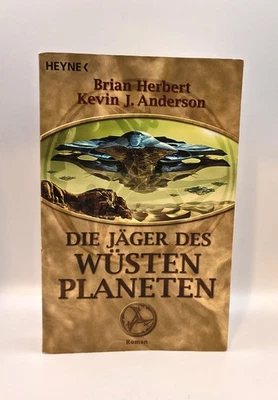 HEYNE<
Brian Herbert
Kevin J. Anderson
DIE JÄGER DES
WÜSTEN
PLANETEN
Roman